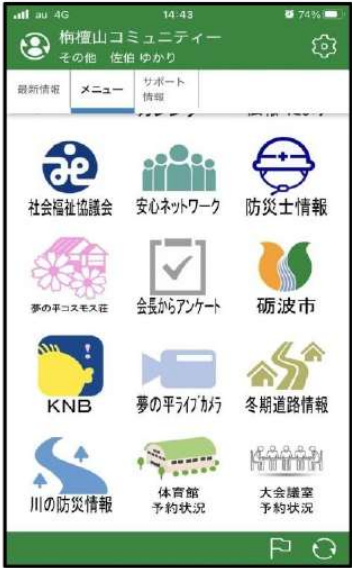 au 4G 14:43 74%
栴檀山コミュニティー
その他 佐伯 ゆかり
最新情報 メニュー サポート
情報
社会福祉協議会 安心ネットワーク 防災士情報
夢の平コスモス荘 会長からアンケート 砺波市
KNB 夢の平ライブカメラ 冬期道路情報
川の防災情報 体育館 大会議室
予約状況 予約状況